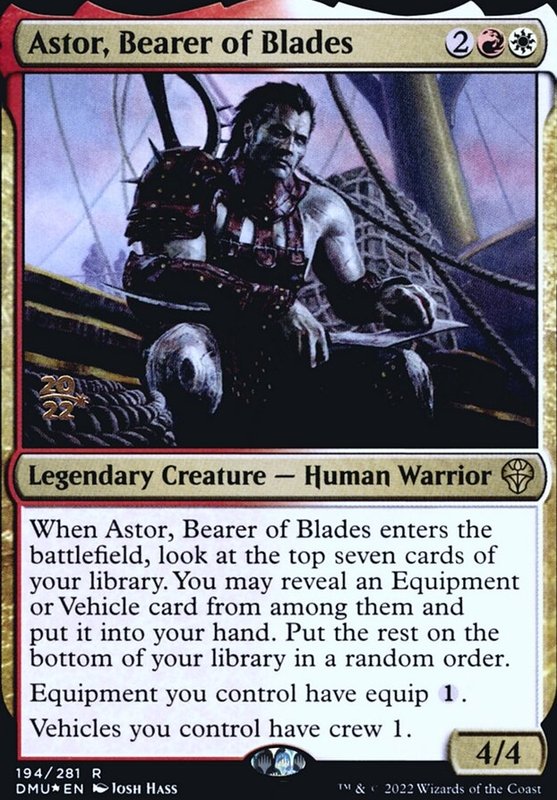 Astor, Bearer of Blades 2
20
22*
Legendary Creature — Human Warrior
When Astor, Bearer of Blades enters the
battlefield, look at the top seven cards of
your library. You may reveal an Equipment
or Vehicle card from among them and
put it into your hand. Put the rest on the
bottom of your library in a random order.
Equipment you control have equip 1.
Vehicles you control have crew 1.
4/4
194/281 R
DMU★EN Josh Hass
™ & © 2022 Wizards of the Coast